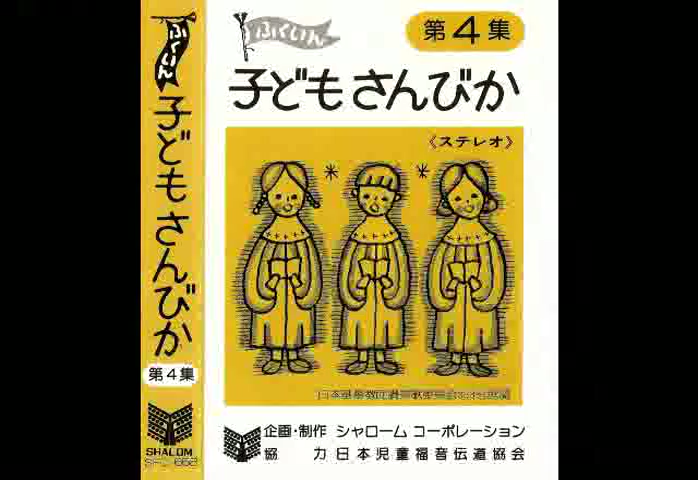 ふくいん
子どもさんびか
第4集
SHALOM
ふくいん
第4集
子どもさんびか
《ステレオ》
企画・制作 シャローム コーポレーション
協 力 日本児童福音伝道協会